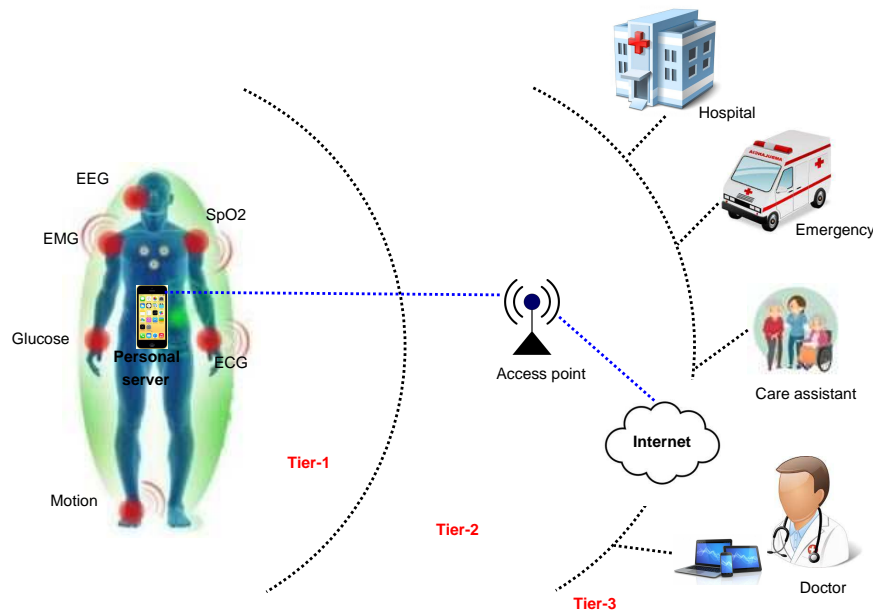 Hospital
EEG
SpO2
EMG
Emergency
Glucose
Personal
server
ECG
Access point
Care assistant
Internet
Tier-1
Motion
Tier-2
Doctor
Tier-3